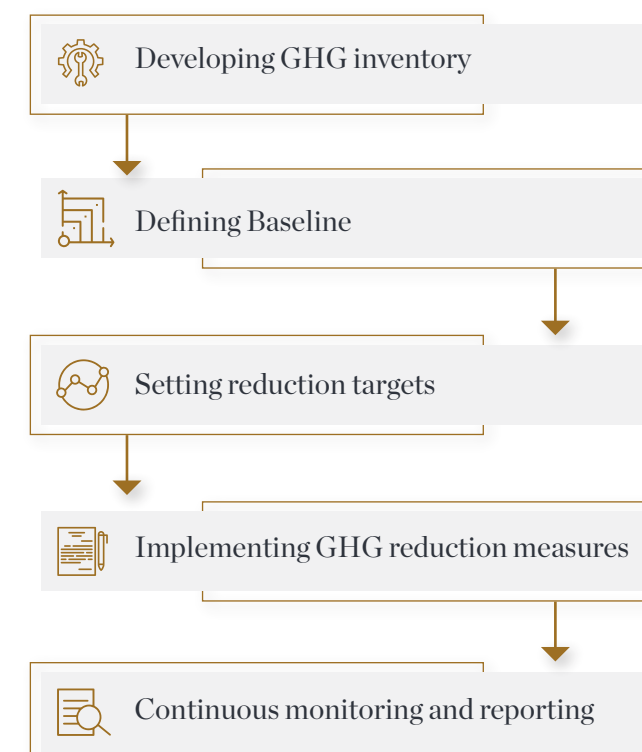 Developing GHG inventory
Defining Baseline
Setting reduction targets
Implementing GHG reduction measures
Continuous monitoring and reporting